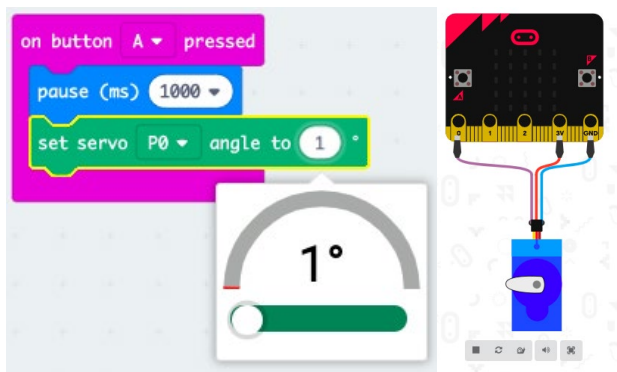 on button A pressed
pause (ms) 1000
set servo P0 angle to 1 °
1°
A
B
0 1 2 3V GND